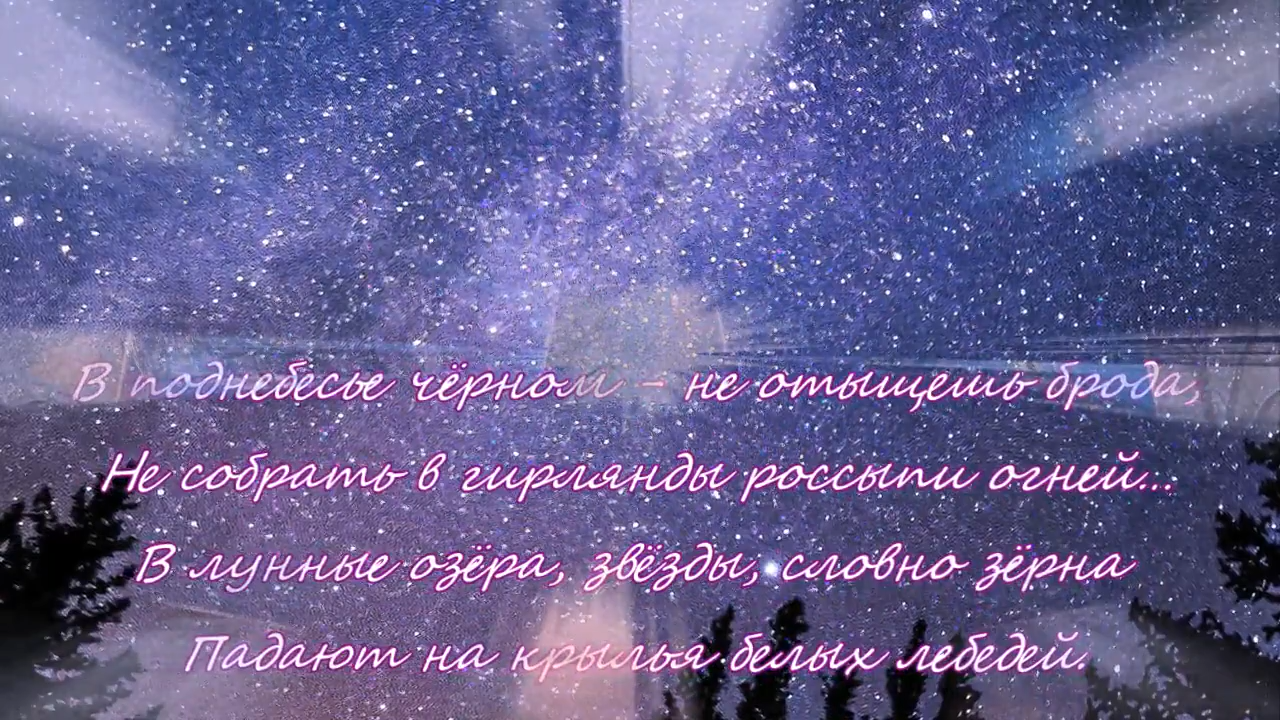 В поднебесье чёрном - не отыщешь брода,
Не собрать в гирлянды россыпи огней...
В лунные озёра, звёзды, словно зёрна
Падают на крылья белых лебедей.